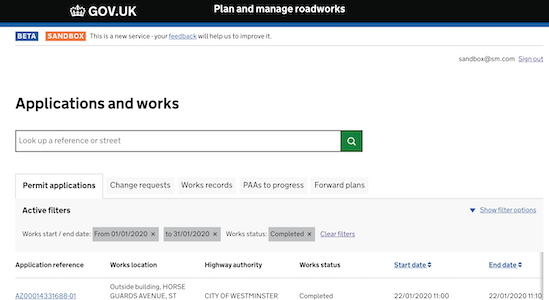 GOV.UK Plan and manage roadworks
BETA SANDBOX This is a new service - your feedback will help us to improve it.
sandbox@sm.com Sign out
Applications and works
Look up a reference or street
Permit applications Change requests Works records PAAs to progress Forward plans
Active filters Show filter options
Works start / end date: From 01/01/2020 × to 31/01/2020 × Works status: Completed × Clear filters
Application reference Works location Highway authority Works status Start date End date
Outside building, HORSE
AZ00014331688-01 GUARDS AVENUE, ST CITY OF WESTMINSTER Completed 22/01/2020 11:00 22/01/2020 11:10